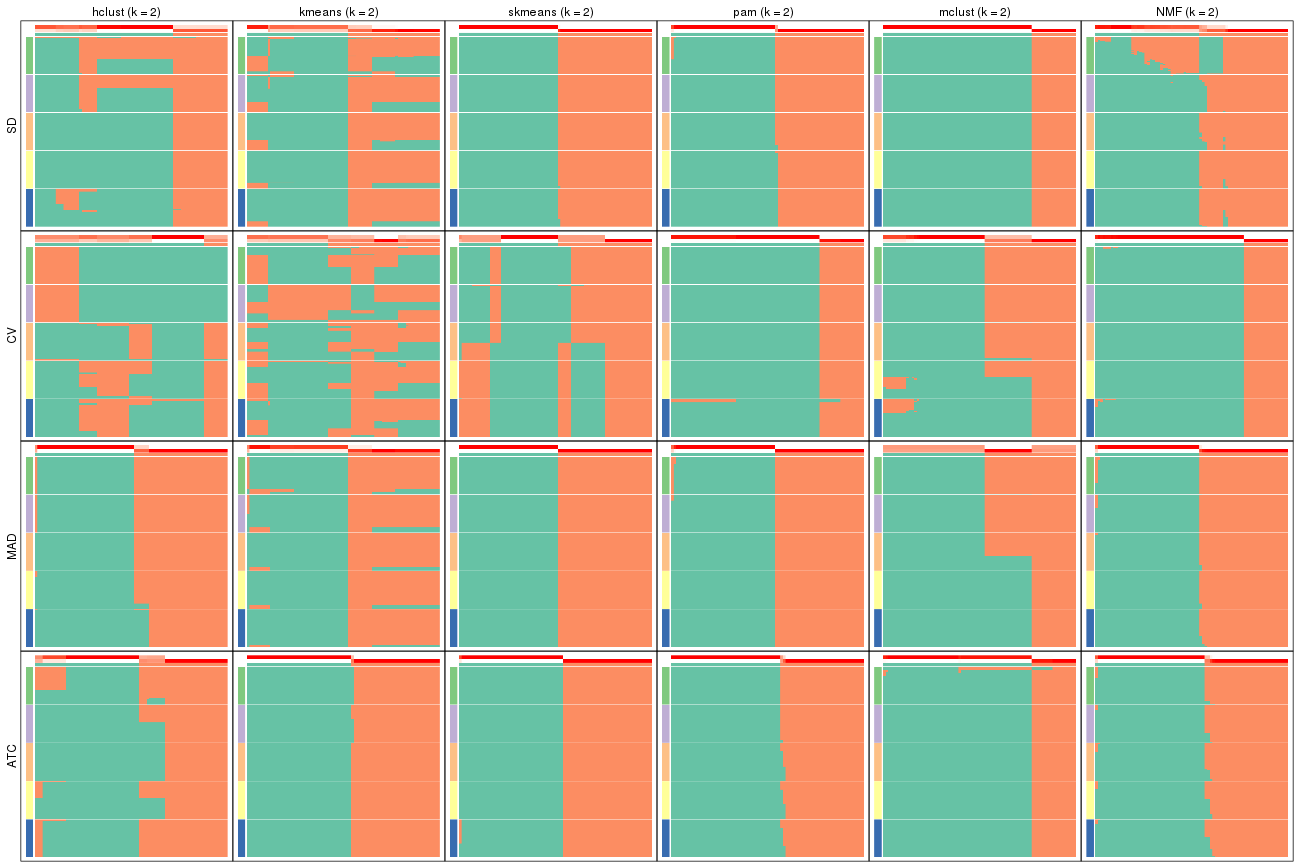 hclust (k = 2)
kmeans (k = 2)
skmeans (k = 2)
pam (k = 2)
mclust (k = 2)
NMF (k = 2)
SD
CV
MAD
ATC